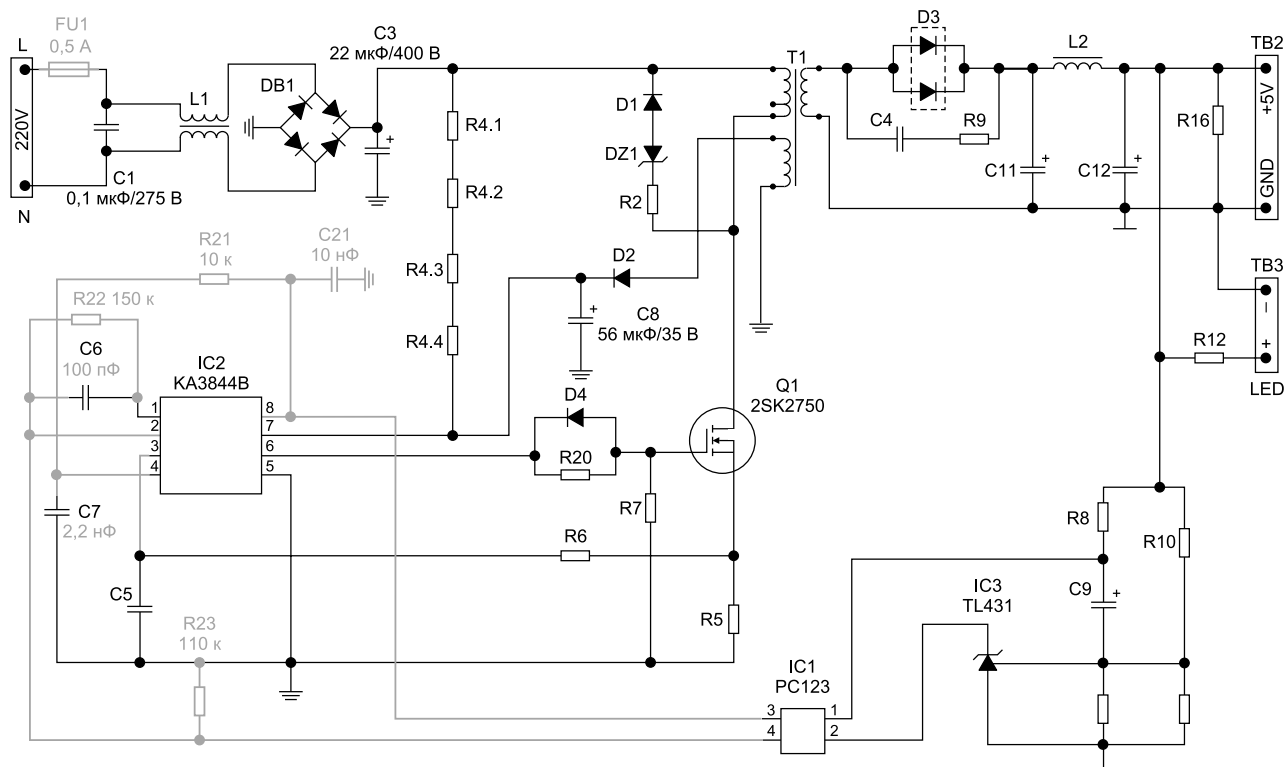 FU1
0,5 А
L
220V
N
C1
0,1 мкФ/275 В
L1
DB1
C3
22 мкФ/400 В
+
R4.1
R4.2
R4.3
R4.4
D1
DZ1
R2
D2
C8
56 мкФ/35 В
+
T1
D3
C4
R9
L2
C11
+
C12
+
R16
TB2
+5V
GND
TB3
–
+
LED
R12
R21
10 к
C21
10 нФ
R22 150 к
C6
100 пФ
IC2
KA3844B
1
2
3
4
8
7
6
5
C7
2,2 нФ
D4
R20
Q1
2SK2750
R7
R6
C5
R5
R23
110 к
R8
R10
C9
+
IC3
TL431
IC1
PC123
3
4
1
2